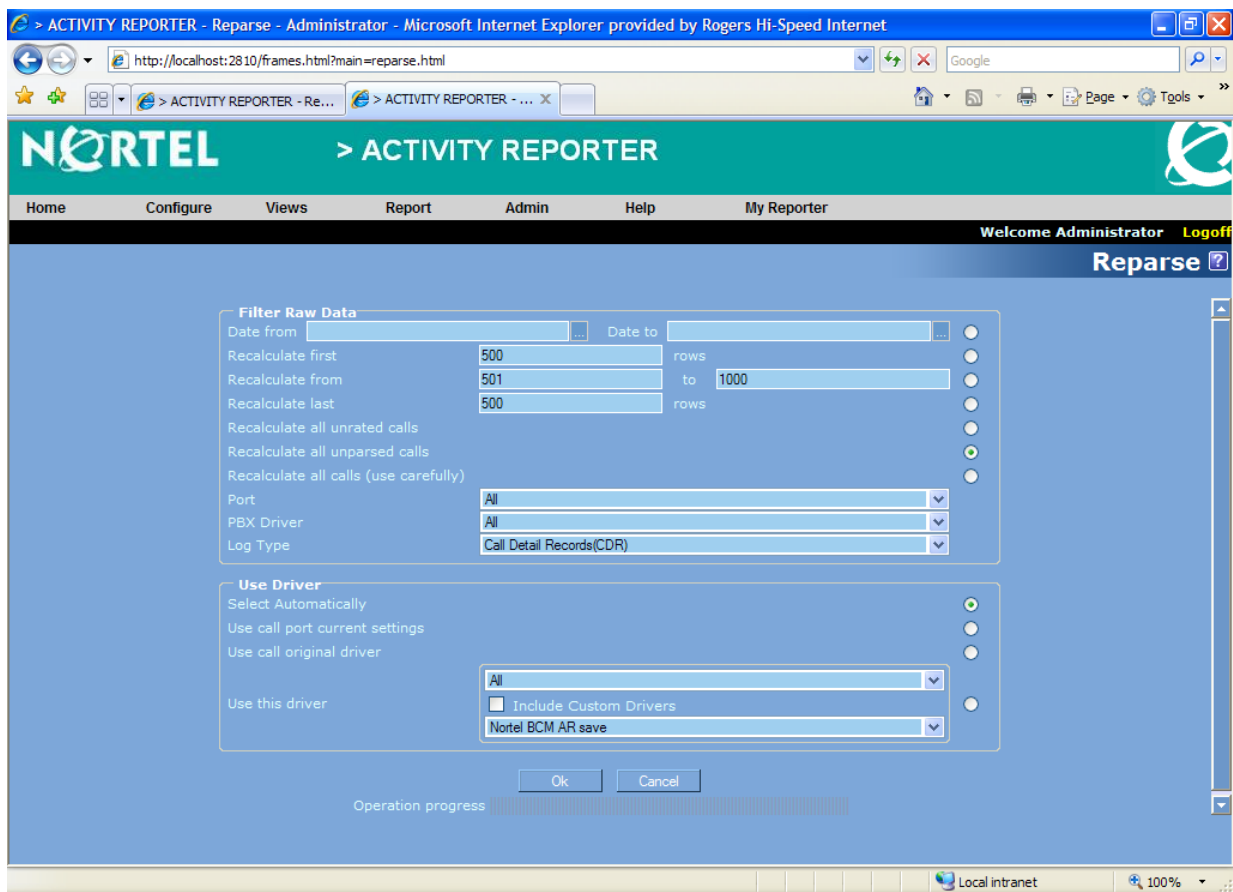 > ACTIVITY REPORTER - Reparse - Administrator - Microsoft Internet Explorer provided by Rogers Hi-Speed Internet
http://localhost:2810/frames.html?main=reparse.html
Google
> ACTIVITY REPORTER - Re...
> ACTIVITY REPORTER - ...
Page
Tools
»
NORTEL > ACTIVITY REPORTER
Home Configure Views Report Admin Help My Reporter
Welcome Administrator Logoff
Reparse ?
Filter Raw Data
Date from ... Date to ...
Recalculate first 500 rows
Recalculate from 501 to 1000
Recalculate last 500 rows
Recalculate all unrated calls
Recalculate all unparsed calls
Recalculate all calls (use carefully)
Port All
PBX Driver All
Log Type Call Detail Records(CDR)
Use Driver
Select Automatically
Use call port current settings
Use call original driver
All
Use this driver Include Custom Drivers
Nortel BCM AR save
Ok Cancel
Operation progress
Local intranet 100%